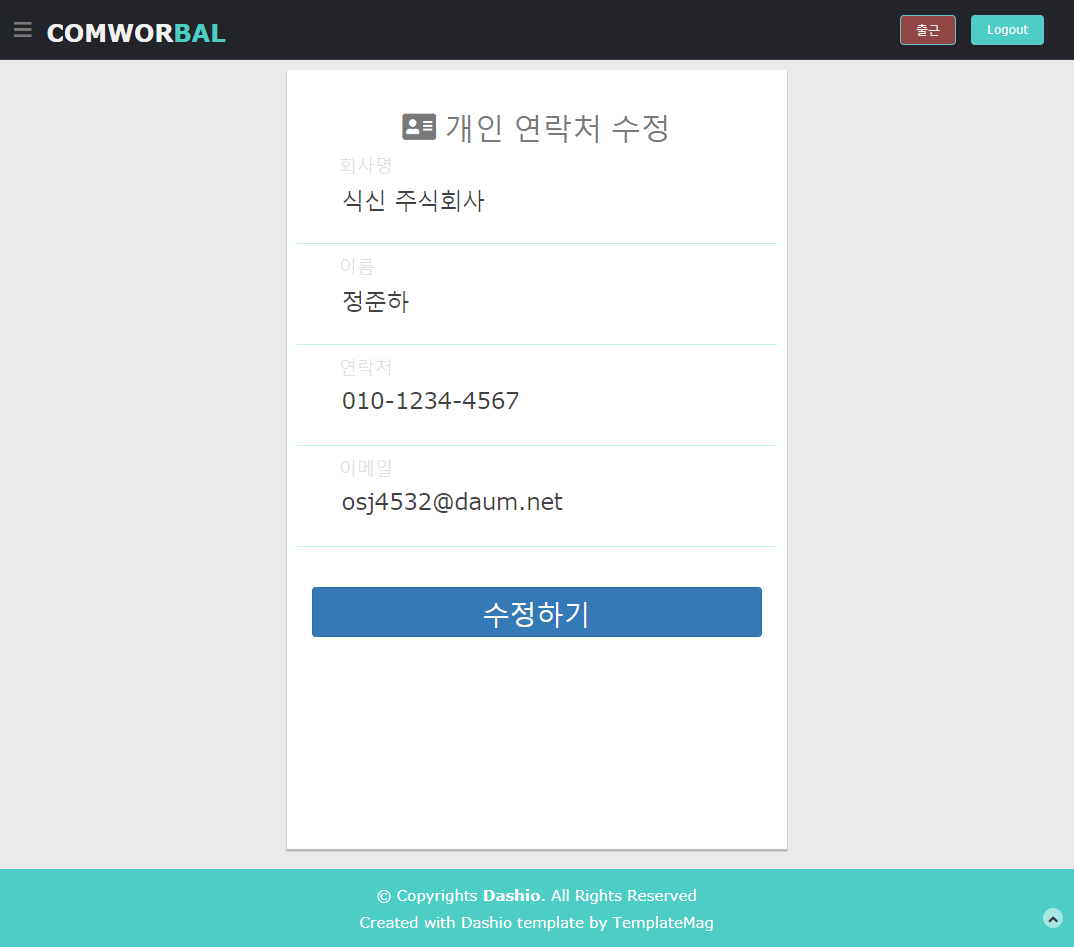 COMWORBAL
출근
Logout
개인 연락처 수정
회사명
식신 주식회사
이름
정준하
연락처
010-1234-4567
이메일
osj4532@daum.net
수정하기
© Copyrights Dashio. All Rights Reserved
Created with Dashio template by TemplateMag